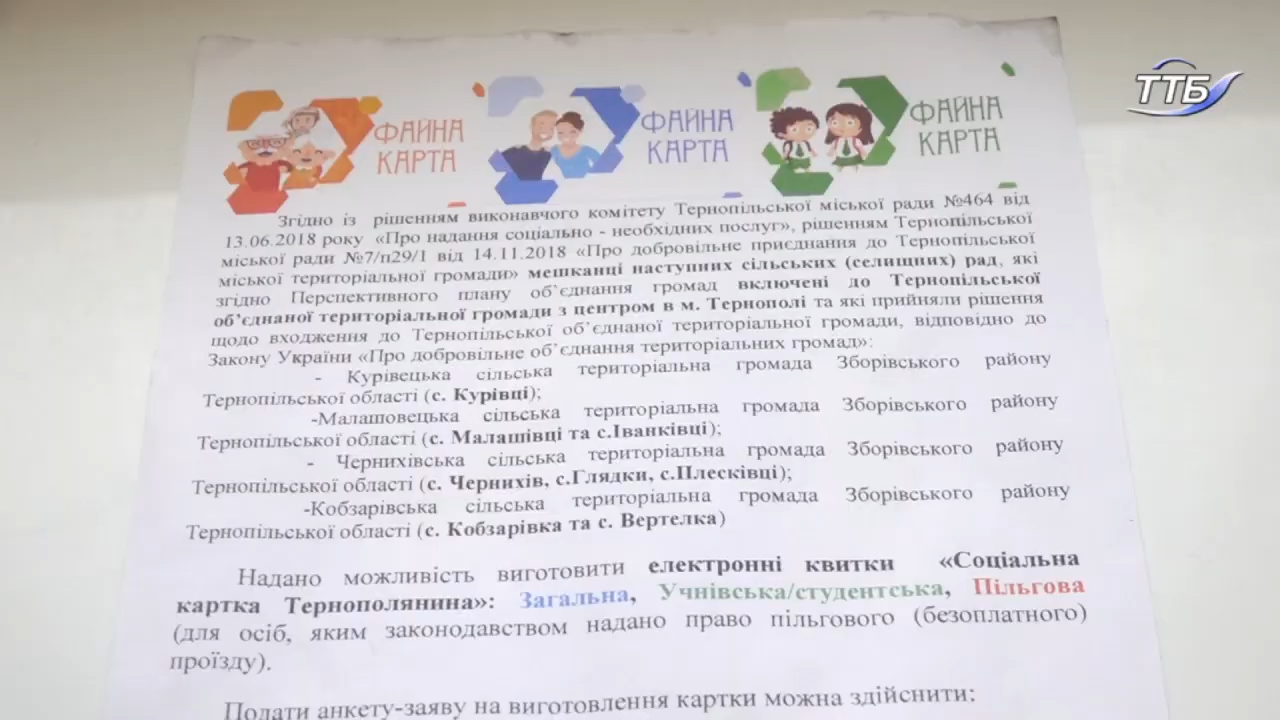 ТТБ
ФАЙНА
КАРТА
ФАЙНА
КАРТА
ФАЙНА
КАРТА
Згідно із рішенням виконавчого комітету Тернопільської міської ради №464 від
13.06.2018 року «Про надання соціально - необхідних послуг», рішенням Тернопільської
міської ради №7/п29/1 від 14.11.2018 «Про добровільне приєднання до Тернопільської
міської територіальної громади» мешканці наступних сільських (селищних) рад, які
згідно Перспективного плану об'єднання громад включені до Тернопільської
об'єднаної територіальної громади з центром в м. Тернополі та які прийняли рішення
щодо входження до Тернопільської об'єднаної територіальної громади, відповідно до
Закону України «Про добровільне об'єднання територіальних громад»:
- Курівецька сільська територіальна громада Зборівського району
Тернопільської області (с. Курівці);
-Малашовецька сільська територіальна громада Зборівського району
Тернопільської області (с. Малашівці та с.Іванківці);
- Чернихівська сільська територіальна громада Зборівського району
Тернопільської області (с. Чернихів, с.Глядки, с.Плесківці);
-Кобзарівська сільська територіальна громада Зборівського району
Тернопільської області (с. Кобзарівка та с. Вертелка)
Надано можливість виготовити електронні квитки «Соціальна
картка Тернополянина»: Загальна, Учнівська/студентська, Пільгова
(для осіб, яким законодавством надано право пільгового (безоплатного)
проїзду).
Подати анкету-заяву на виготовлення картки можна здійснити: